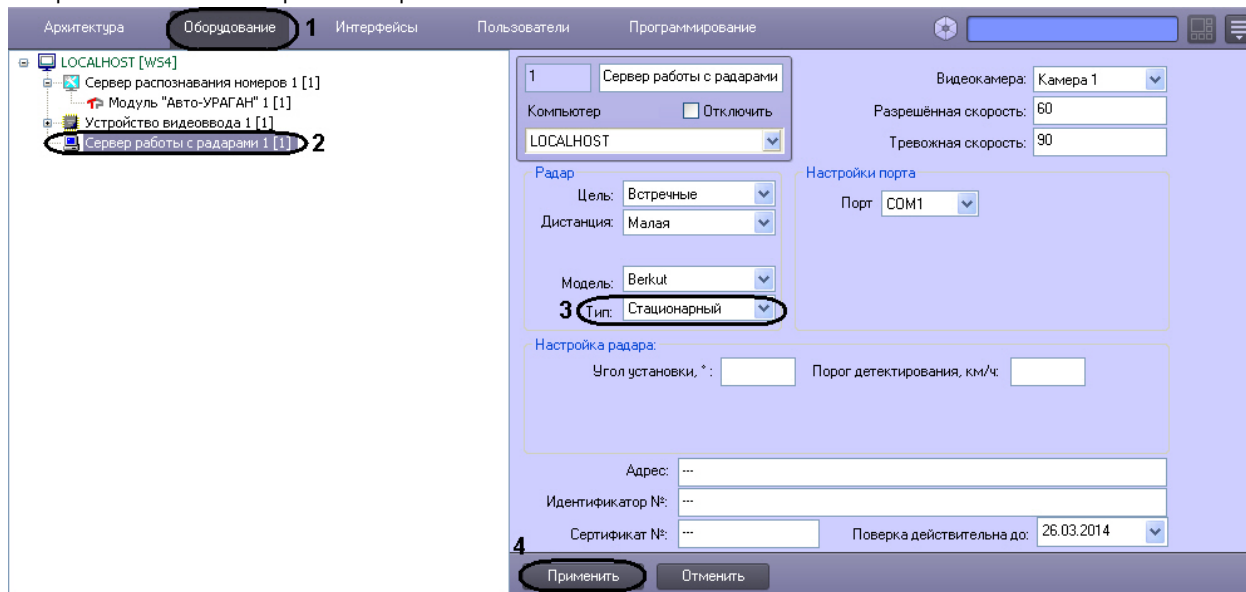 Архитектура Оборудование 1 Интерфейсы Пользователи Программирование
LOCALHOST [WS4]
Сервер распознавания номеров 1 [1]
Модуль "Авто-УРАГАН" 1 [1]
Устройство видеоввода 1 [1]
Сервер работы с радарами 1 [1] 2
1 Сервер работы с радарами
Компьютер Отключить
LOCALHOST
Видеокамера: Камера 1
Разрешённая скорость: 60
Тревожная скорость: 90
Радар
Цель: Встречные
Дистанция: Малая
Модель: Berkut
3 Тип: Стационарный
Настройки порта
Порт COM1
Настройка радара:
Угол установки, ° : Порог детектирования, км/ч:
Адрес: ---
Идентификатор №: ---
Сертификат №: --- Поверка действительна до: 26.03.2014
4
Применить Отменить